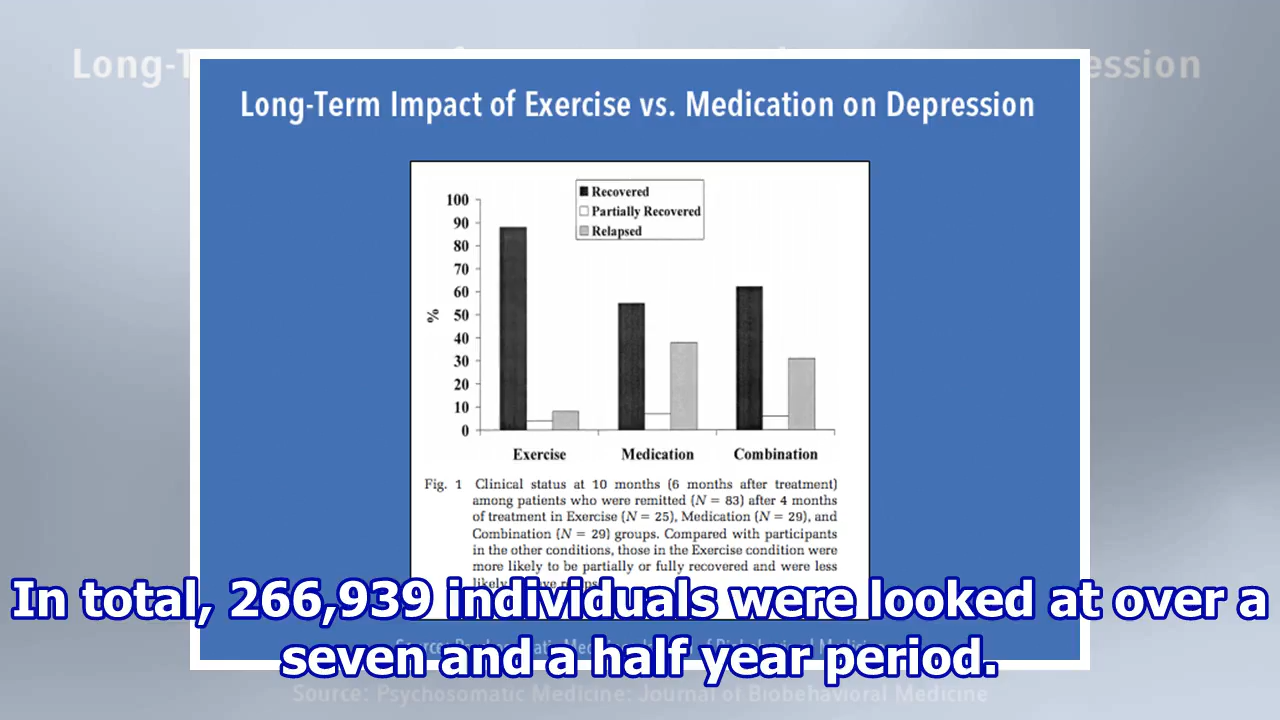 Long-Term Impact of Exercise vs. Medication on Depression
Recovered
Partially Recovered
Relapsed
100
90
80
70
60
50
40
30
20
10
0
%
Exercise Medication Combination
Fig. 1 Clinical status at 10 months (6 months after treatment)
among patients who were remitted (N = 83) after 4 months
of treatment in Exercise (N = 25), Medication (N = 29), and
Combination (N = 29) groups. Compared with participants
in the other conditions, those in the Exercise condition were
more likely to be partially or fully recovered and were less
In total, 266,939 individuals were looked at over a
seven and a half year period.
Source: Psychosomatic Medicine: Journal of Biobehavioral Medicine